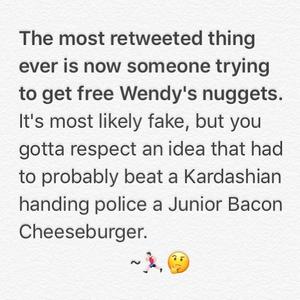 The most retweeted thing
ever is now someone trying
to get free Wendy's nuggets.
It's most likely fake, but you
gotta respect an idea that had
to probably beat a Kardashian
handing police a Junior Bacon
Cheeseburger.
~🏃🏻🤔